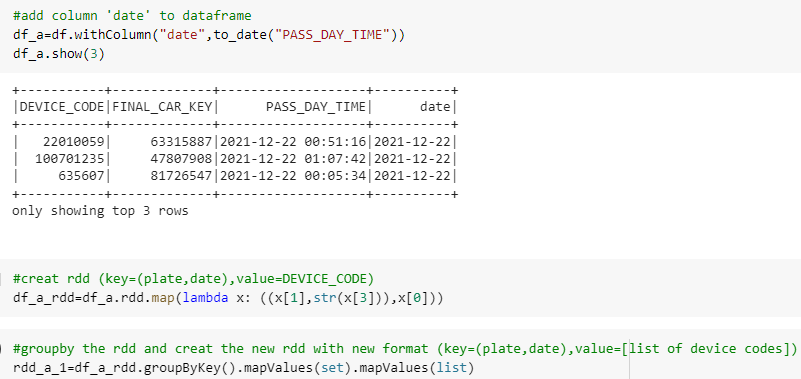 #add column 'date' to dataframe
df_a=df.withColumn("date",to_date("PASS_DAY_TIME"))
df_a.show(3)
+-----------+-------------+-------------------+----------+
|DEVICE_CODE|FINAL_CAR_KEY|      PASS_DAY_TIME|      date|
+-----------+-------------+-------------------+----------+
|   22010059|     63315887|2021-12-22 00:51:16|2021-12-22|
|  100701235|     47807908|2021-12-22 01:07:42|2021-12-22|
|     635607|     81726547|2021-12-22 00:05:34|2021-12-22|
+-----------+-------------+-------------------+----------+
only showing top 3 rows
#creat rdd (key=(plate,date),value=DEVICE_CODE)
df_a_rdd=df_a.rdd.map(lambda x: ((x[1],str(x[3])),x[0]))
#groupby the rdd and creat the new rdd with new format (key=(plate,date),value=[list of device codes])
rdd_a_1=df_a_rdd.groupByKey().mapValues(set).mapValues(list)